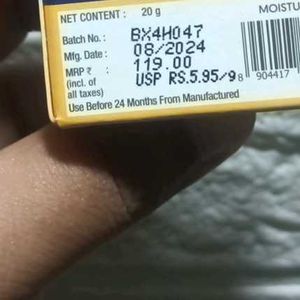 NET CONTENT : 20 g
MOISTU
Batch No. : BX4H047
Mfg. Date : 08/2024
MRP ₹ : 119.00
(incl. of all taxes) USP RS.5.95/g
8 904417
Use Before 24 Months From Manufactured